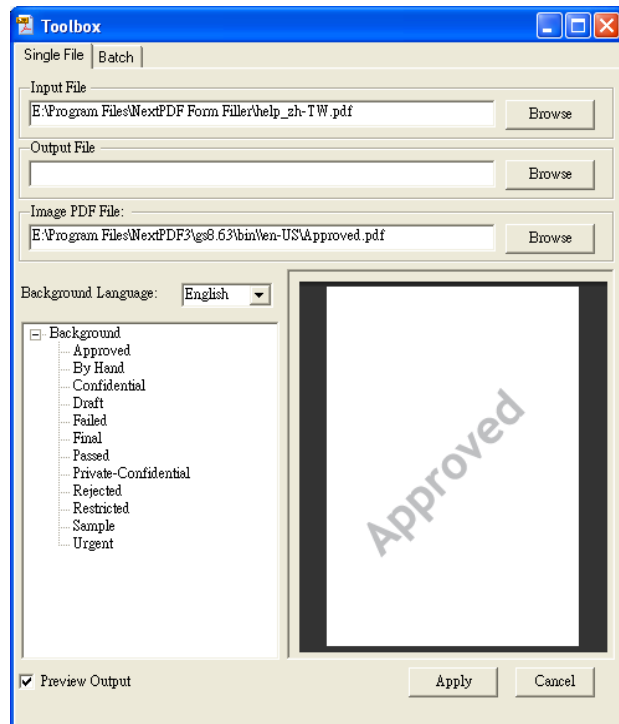 Toolbox
Single File Batch
Input File
E:\Program Files\NextPDF Form Filler\help_zh-TW.pdf
Browse
Output File
Browse
Image PDF File:
E:\Program Files\NextPDF3\gs8.63\bin\\en-US\Approved.pdf
Browse
Background Language: English
Background
Approved
By Hand
Confidential
Draft
Failed
Final
Passed
Private-Confidential
Rejected
Restricted
Sample
Urgent
Approved
Preview Output
Apply Cancel